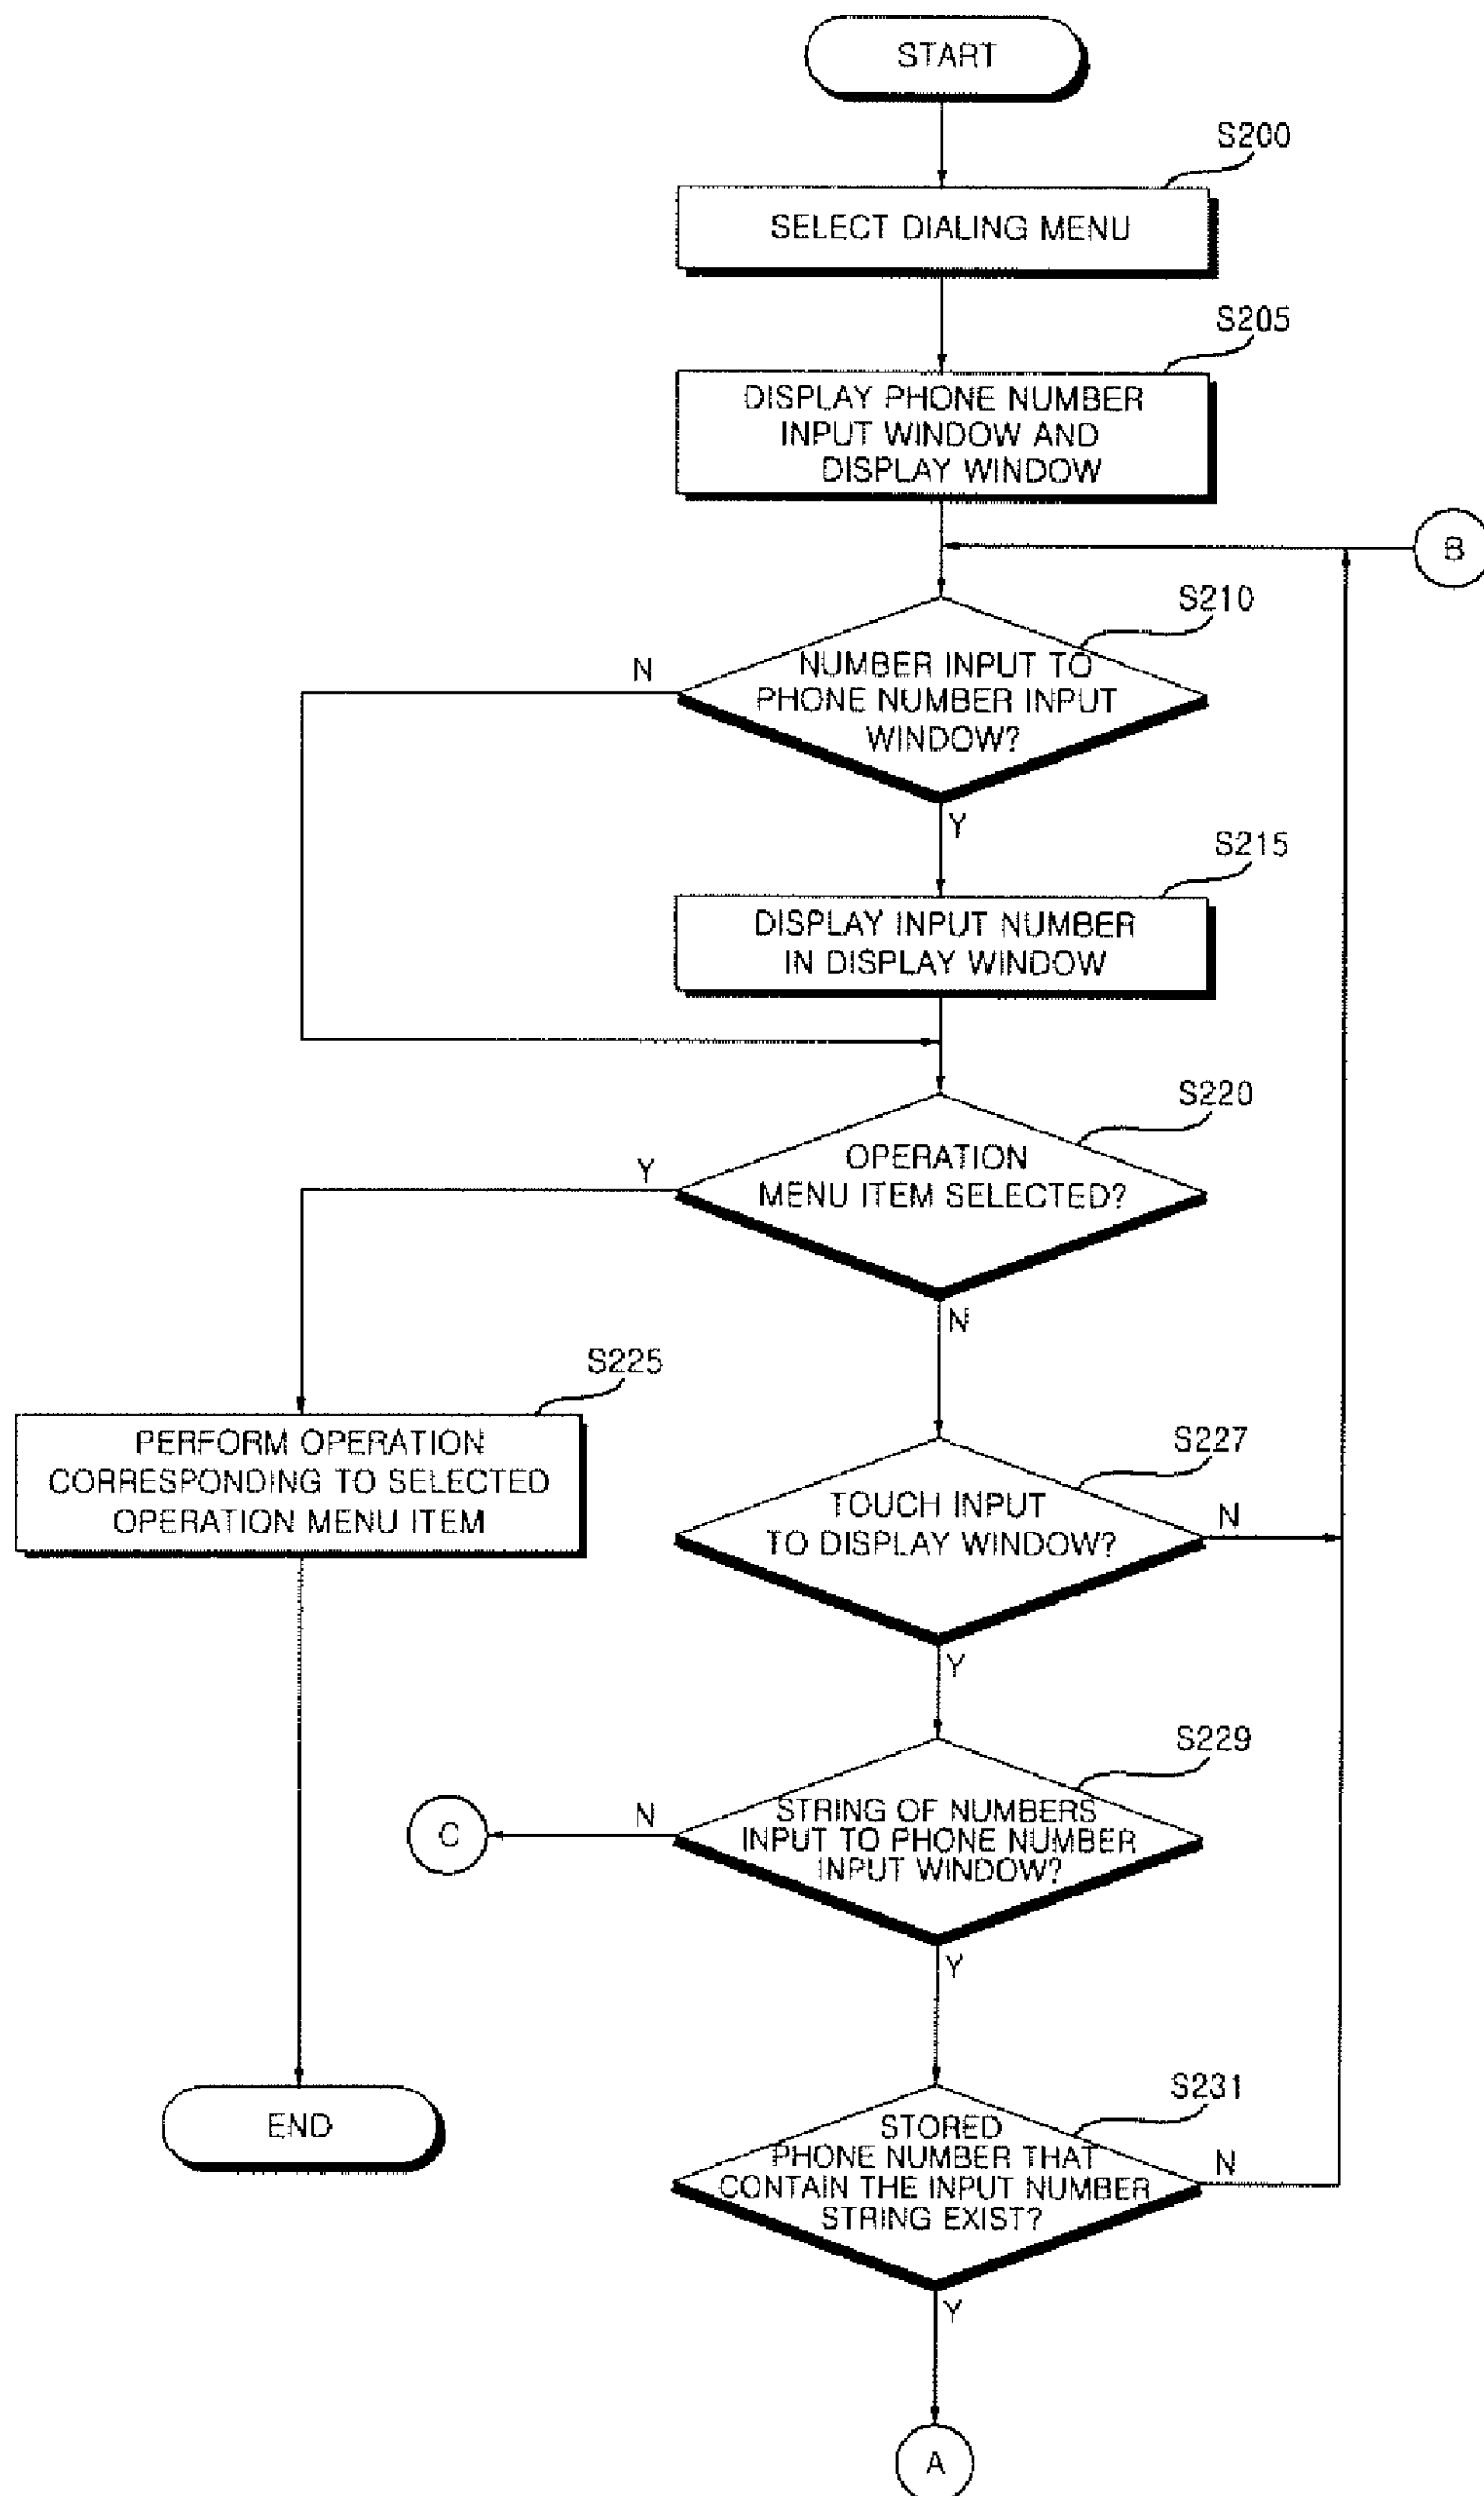 START
S200
SELECT DIALING MENU
S205
DISPLAY PHONE NUMBER
INPUT WINDOW AND
DISPLAY WINDOW
B
S210
N
NUMBER INPUT TO
PHONE NUMBER INPUT
WINDOW?
Y
S215
DISPLAY INPUT NUMBER
IN DISPLAY WINDOW
S220
Y
OPERATION
MENU ITEM SELECTED?
N
S225
PERFORM OPERATION
CORRESPONDING TO SELECTED
OPERATION MENU ITEM
S227
TOUCH INPUT
TO DISPLAY WINDOW?
N
Y
S229
C
N
STRING OF NUMBERS
INPUT TO PHONE NUMBER
INPUT WINDOW?
Y
END
S231
STORED
PHONE NUMBER THAT
CONTAIN THE INPUT NUMBER
STRING EXIST?
N
Y
A